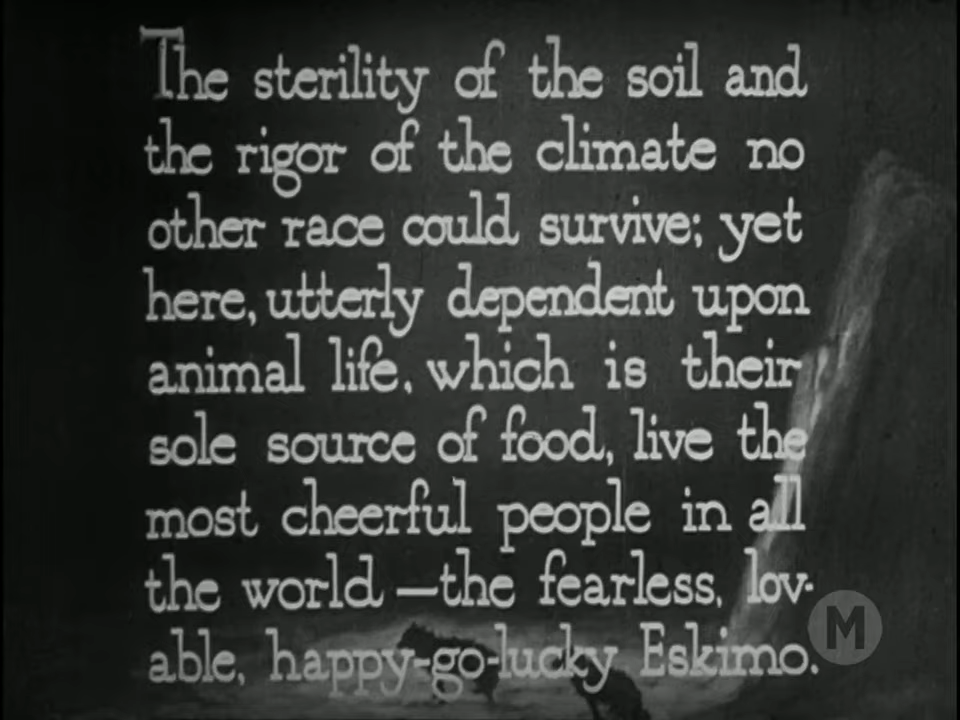 The sterility of the soil and
the rigor of the climate no
other race could survive; yet
here, utterly dependent upon
animal life, which is their
sole source of food, live the
most cheerful people in all
the world—the fearless, lov-
able, happy-go-lucky Eskimo.
M